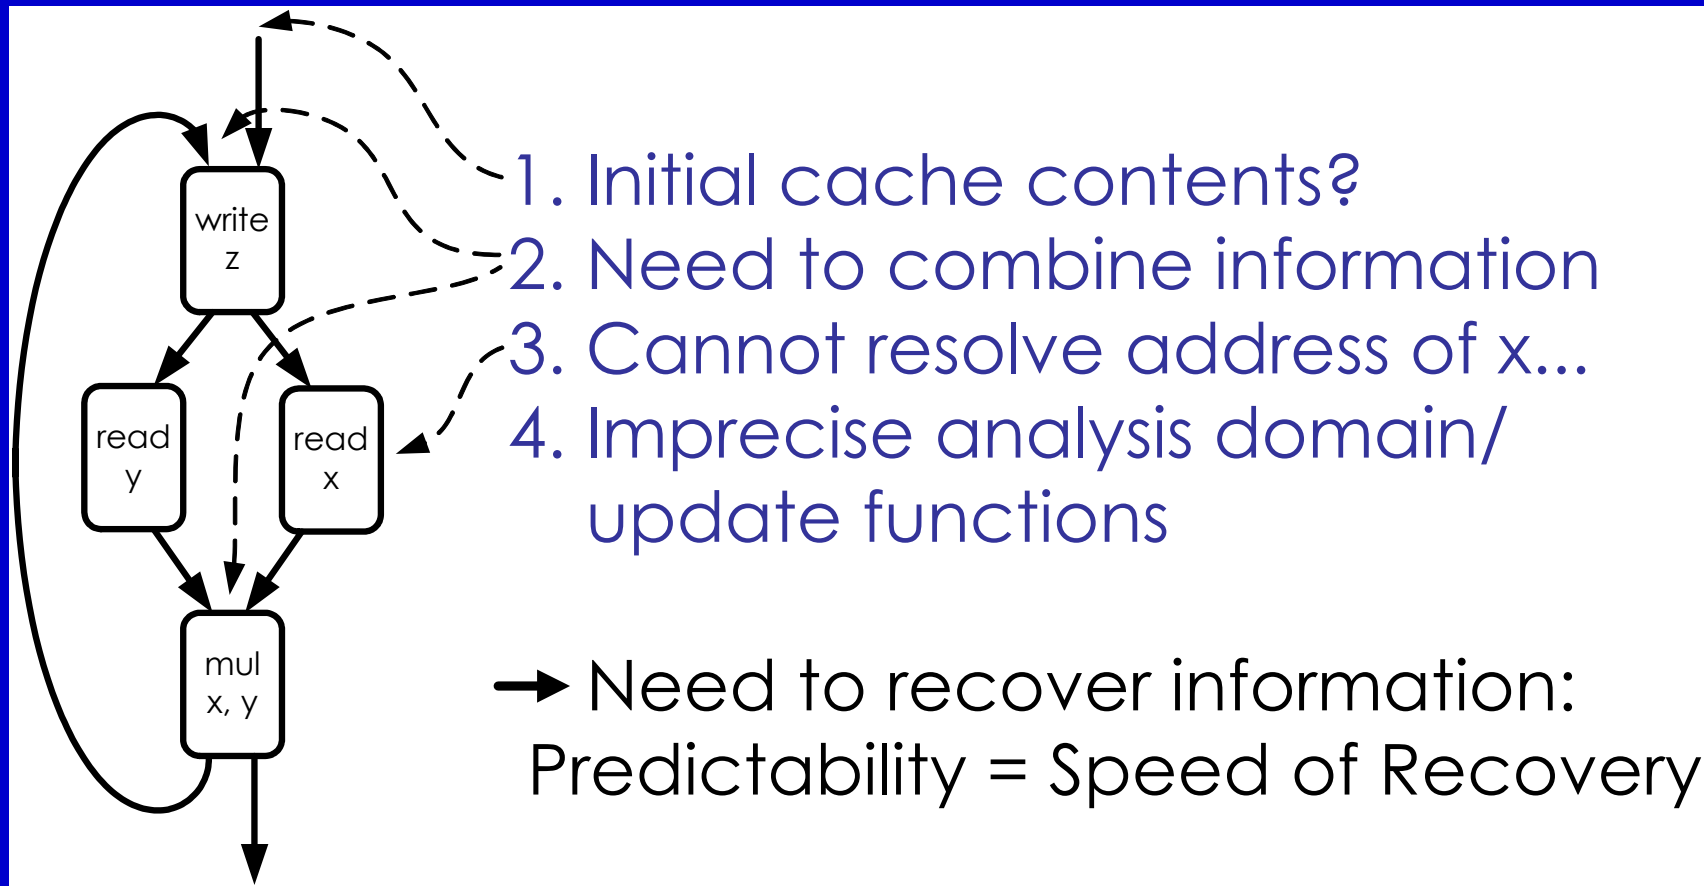 write
z
read
y
read
x
mul
x, y
1. Initial cache contents?
2. Need to combine information
3. Cannot resolve address of x...
4. Imprecise analysis domain/
update functions
Need to recover information:
Predictability = Speed of Recovery